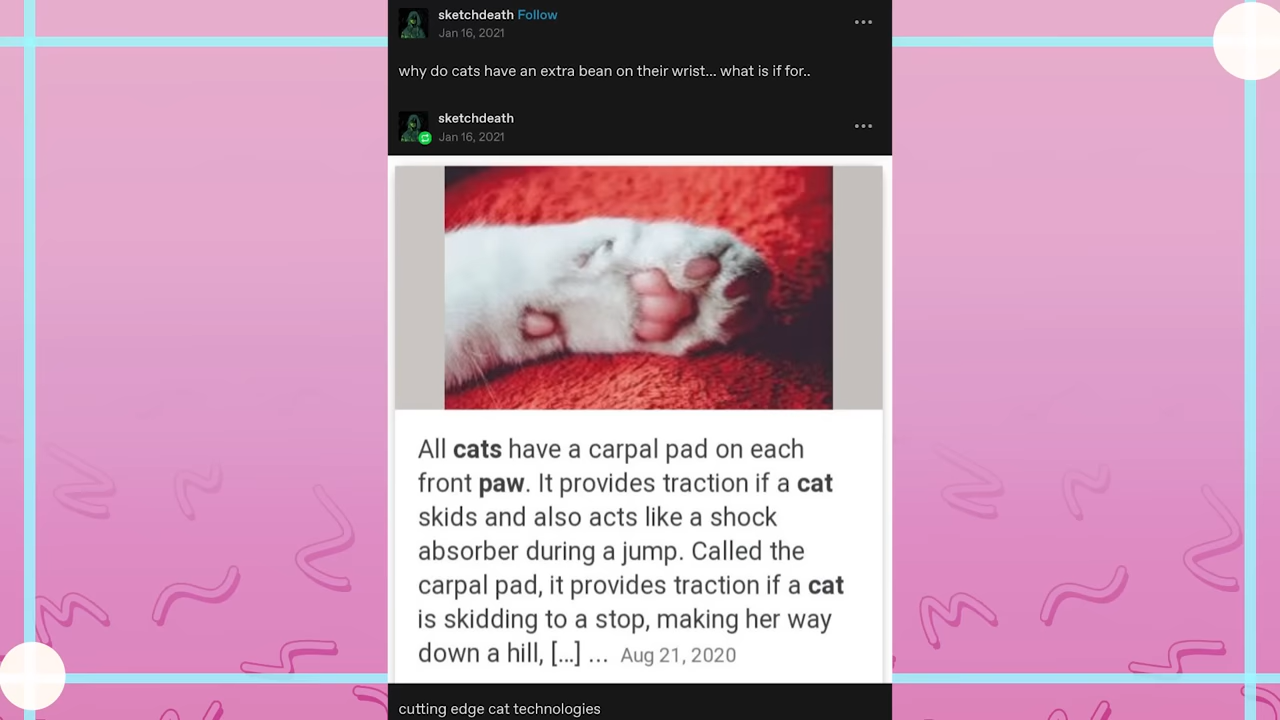 sketchdeath Follow
Jan 16, 2021
why do cats have an extra bean on their wrist... what is if for..
sketchdeath
Jan 16, 2021
All cats have a carpal pad on each
front paw. It provides traction if a cat
skids and also acts like a shock
absorber during a jump. Called the
carpal pad, it provides traction if a cat
is skidding to a stop, making her way
down a hill, [...] ... Aug 21, 2020
cutting edge cat technologies